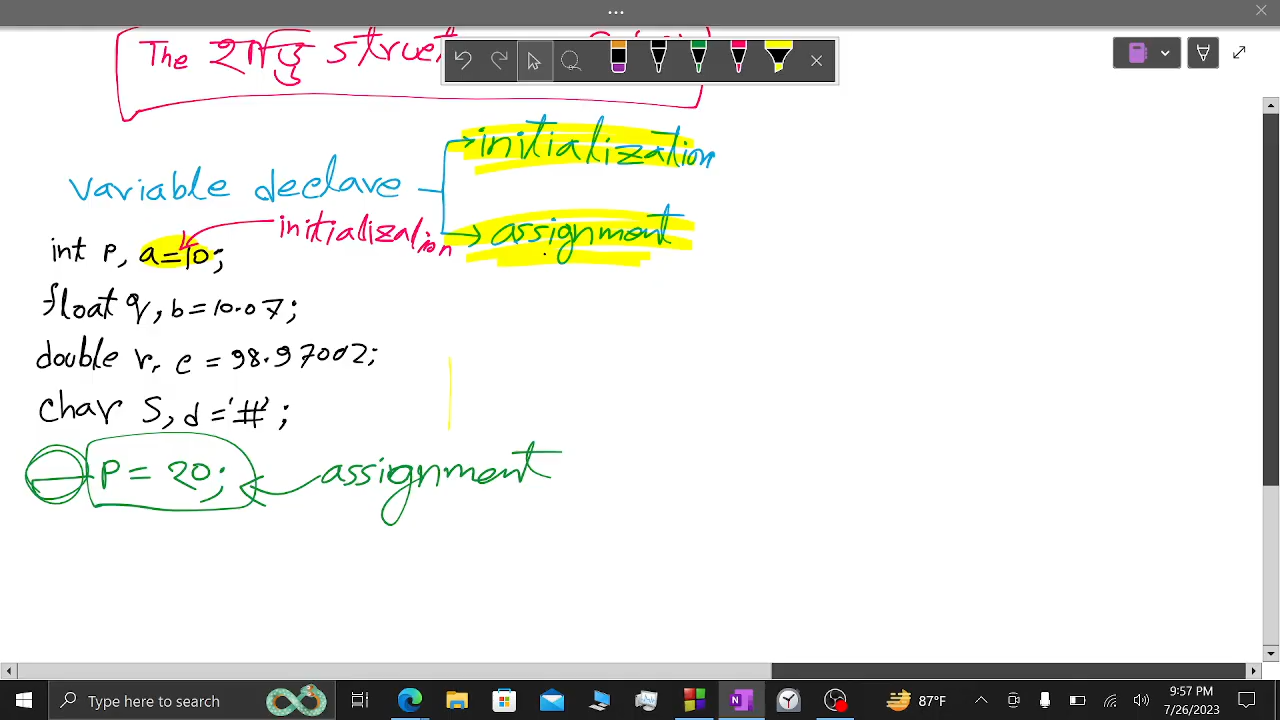 The হাড্ডি struct
variable declare
initialization
assignment
initialization
int p, a=10;
float q, b=10.07;
double r, c = 98.97002;
char S, d='#';
P = 20;
assignment
Type here to search
87°F
9:57 PM
7/26/2023